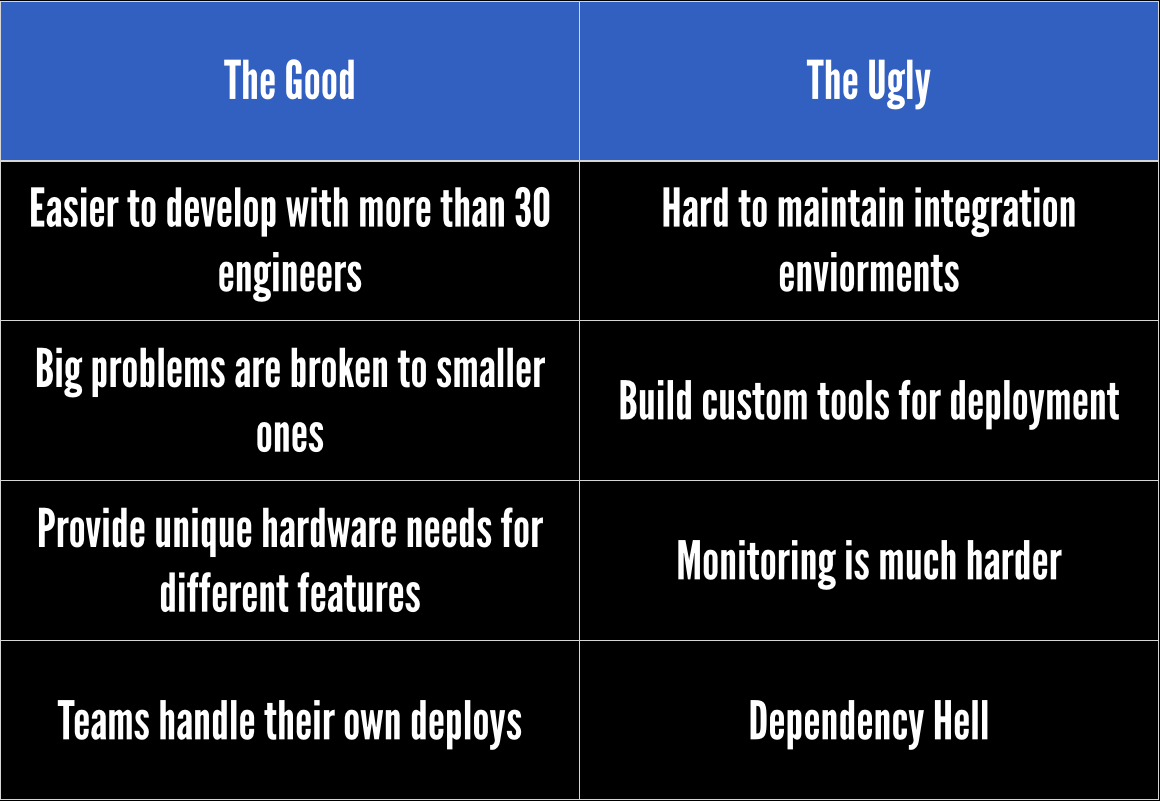 The Good
The Ugly
Easier to develop with more than 30
engineers
Hard to maintain integration
enviorments
Big problems are broken to smaller
ones
Build custom tools for deployment
Provide unique hardware needs for
different features
Monitoring is much harder
Teams handle their own deploys
Dependency Hell